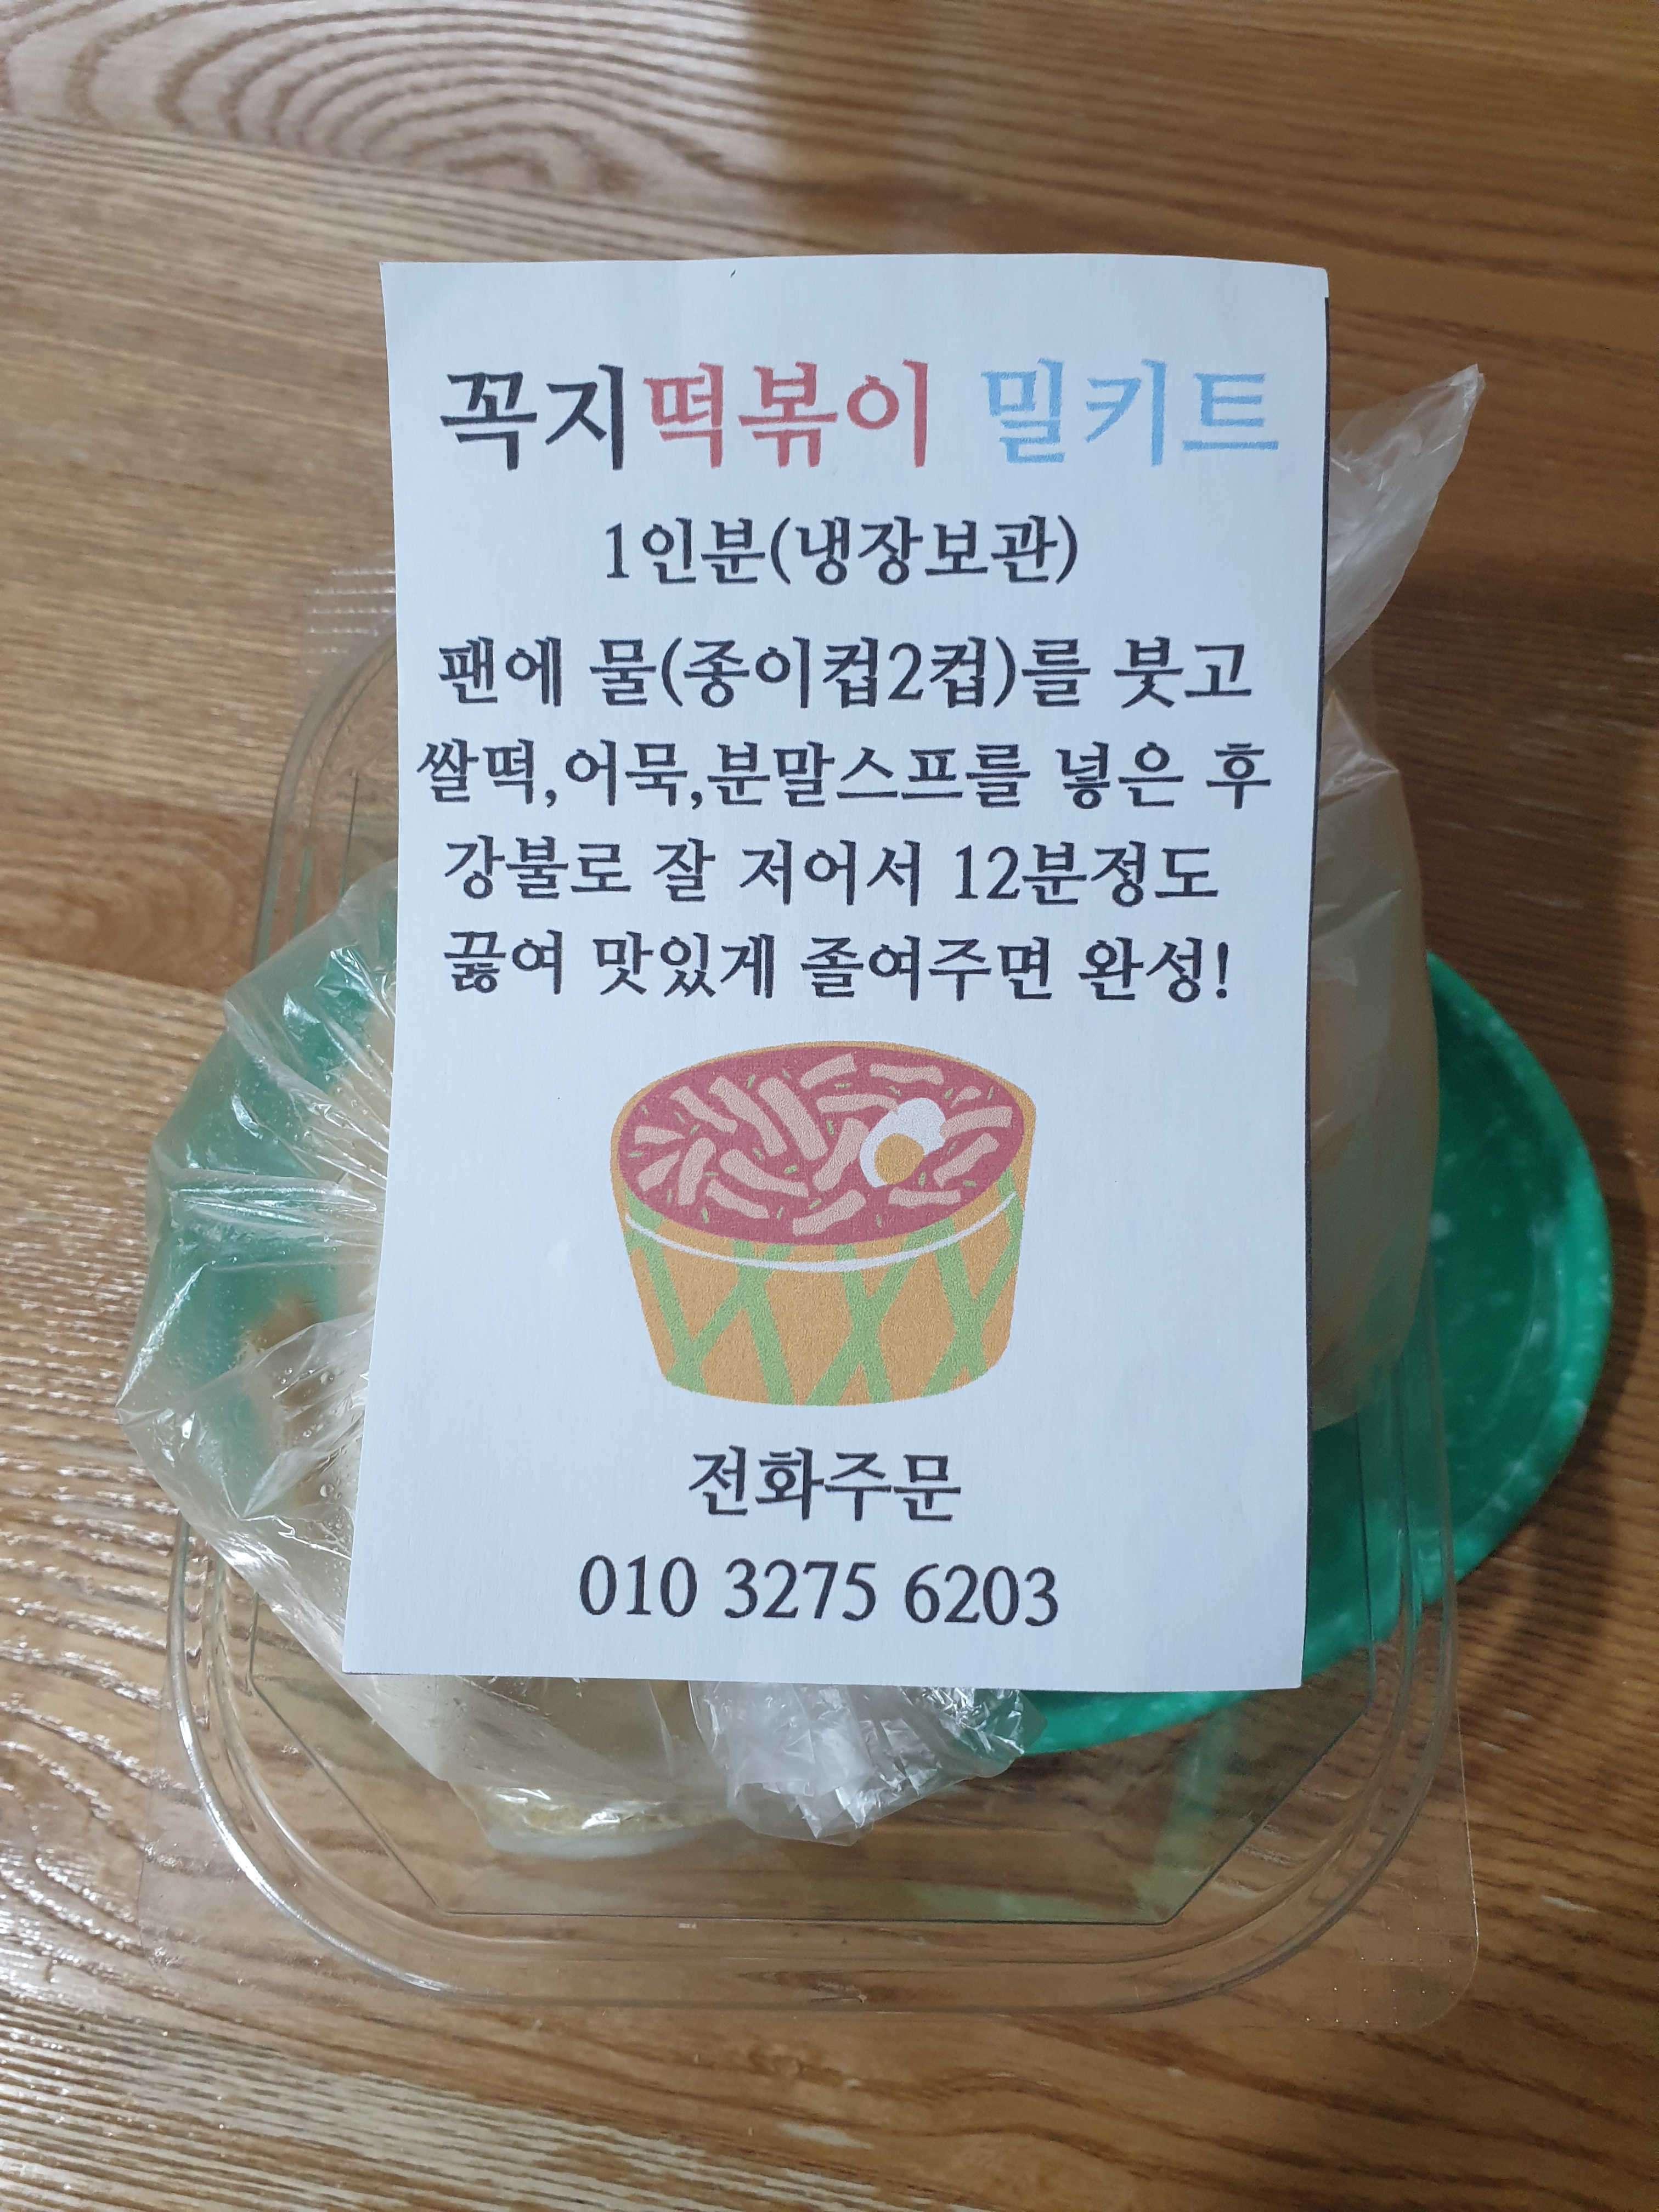 꼭지떡볶이 밀키트
1인분(냉장보관)
팬에 물(종이컵2컵)를 붓고
쌀떡,어묵,분말스프를 넣은 후
강불로 잘 저어서 12분정도
끓여 맛있게 졸여주면 완성!
전화주문
010 3275 6203